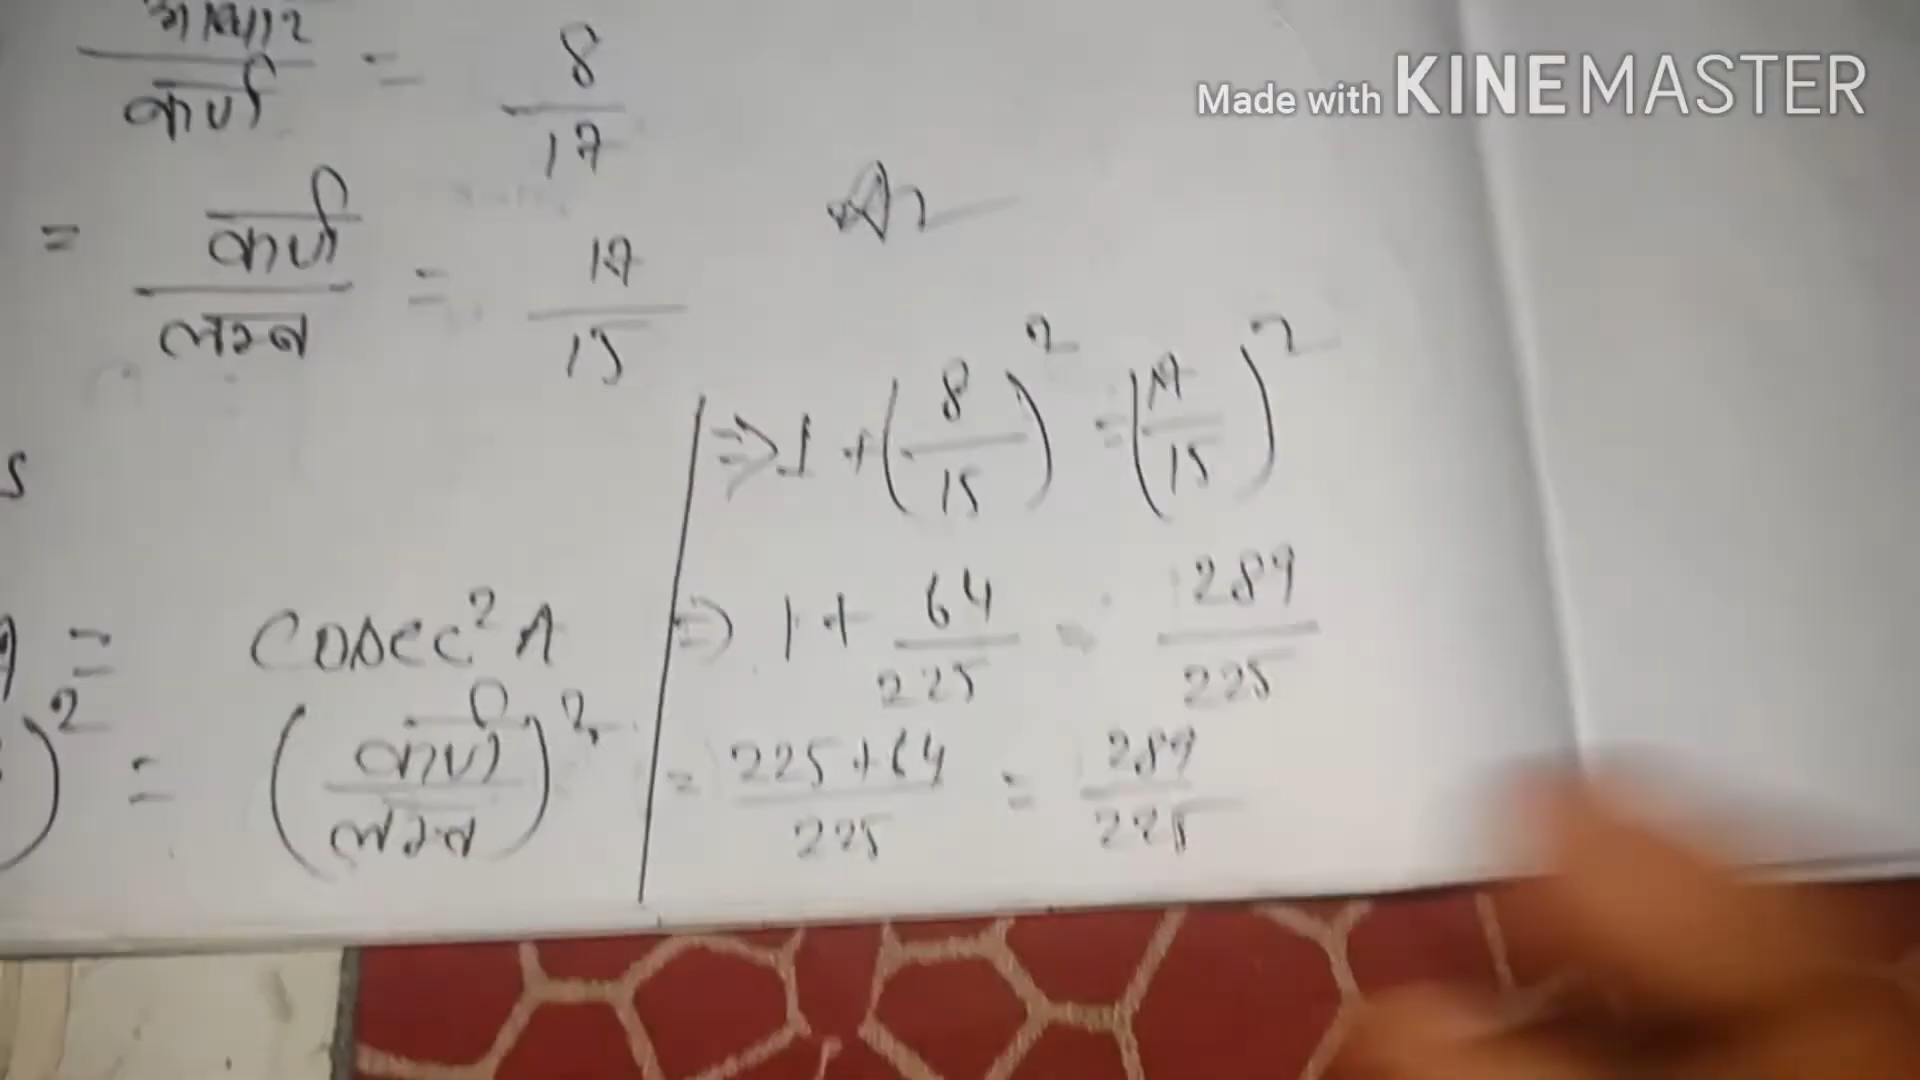 Made with KINEMASTER
आधार/कर्ण = 8/17
= कर्ण/लम्ब = 17/15
⇒ 1 + (8/15)² = (17/15)²
⇒ 1 + 64/225 = 289/225
= cosec²A
)² = (कर्ण/लम्ब)²
= 225+64/225 = 289/225